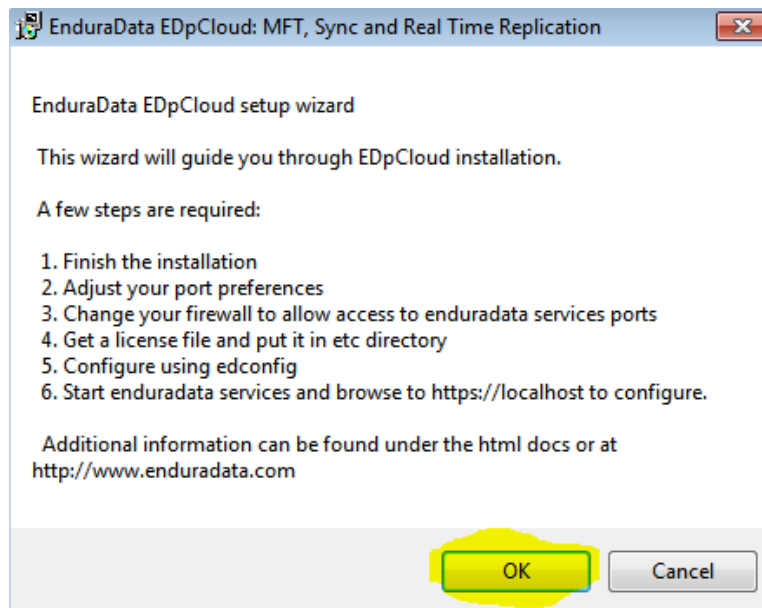 EnduraData EDpCloud: MFT, Sync and Real Time Replication
EnduraData EDpCloud setup wizard
This wizard will guide you through EDpCloud installation.
A few steps are required:
1. Finish the installation
2. Adjust your port preferences
3. Change your firewall to allow access to enduradata services ports
4. Get a license file and put it in etc directory
5. Configure using edconfig
6. Start enduradata services and browse to https://localhost to configure.
Additional information can be found under the html docs or at
http://www.enduradata.com
OK Cancel